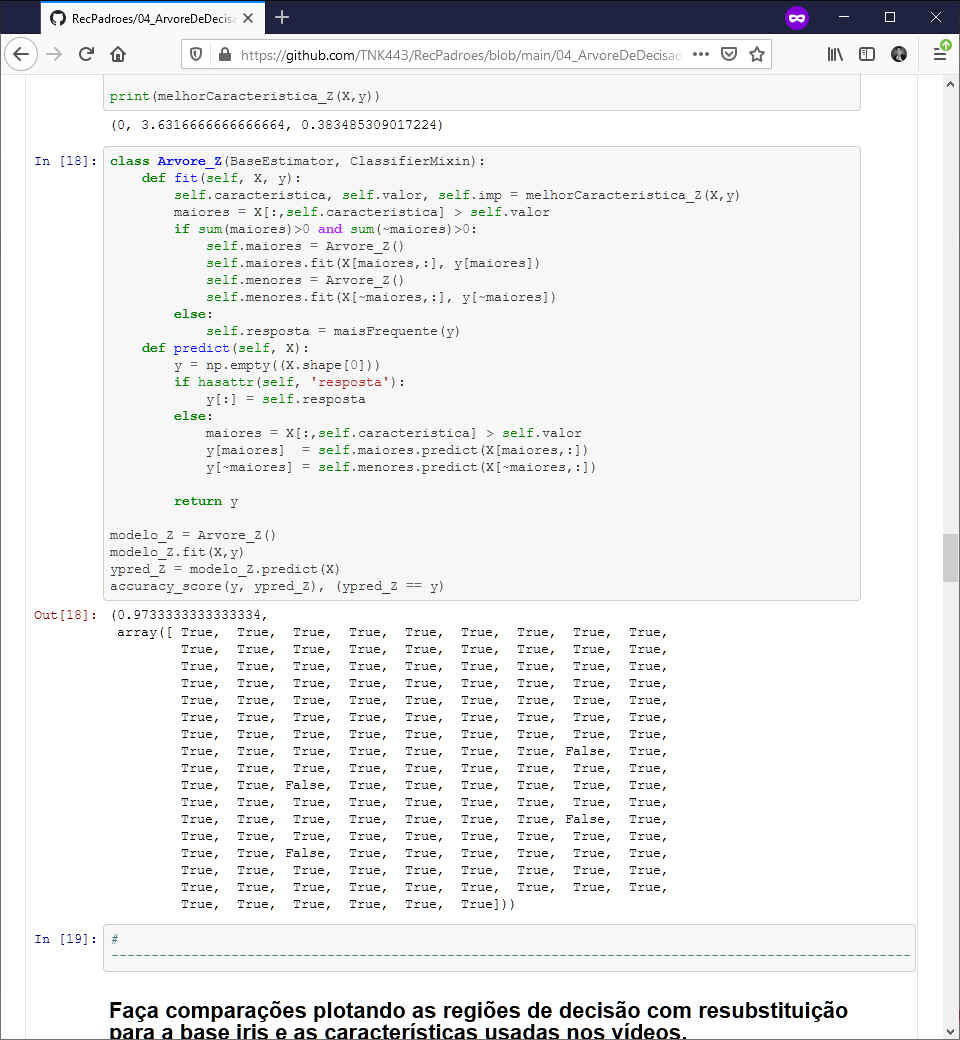 RecPadroes/04_ArvoreDeDecisa
https://github.com/TNK443/RecPadroes/blob/main/04_ArvoreDeDecisao
print(melhorCaracteristica_Z(X,y))
(0, 3.6316666666666664, 0.383485309017224)
In [18]: class Arvore_Z(BaseEstimator, ClassifierMixin):
    def fit(self, X, y):
        self.caracteristica, self.valor, self.imp = melhorCaracteristica_Z(X,y)
        maiores = X[:,self.caracteristica] > self.valor
        if sum(maiores)>0 and sum(~maiores)>0:
            self.maiores = Arvore_Z()
            self.maiores.fit(X[maiores,:], y[maiores])
            self.menores = Arvore_Z()
            self.menores.fit(X[~maiores,:], y[~maiores])
        else:
            self.resposta = maisFrequente(y)
    def predict(self, X):
        y = np.empty((X.shape[0]))
        if hasattr(self, 'resposta'):
            y[:] = self.resposta
        else:
            maiores = X[:,self.caracteristica] > self.valor
            y[maiores]  = self.maiores.predict(X[maiores,:])
            y[~maiores] = self.menores.predict(X[~maiores,:])
        return y
modelo_Z = Arvore_Z()
modelo_Z.fit(X,y)
ypred_Z = modelo_Z.predict(X)
accuracy_score(y, ypred_Z), (ypred_Z == y)
Out[18]: (0.9733333333333334,
array([ True,  True,  True,  True,  True,  True,  True,  True,  True,
True,  True,  True,  True,  True,  True,  True,  True,  True,
True,  True,  True,  True,  True,  True,  True,  True,  True,
True,  True,  True,  True,  True,  True,  True,  True,  True,
True,  True,  True,  True,  True,  True,  True,  True,  True,
True,  True,  True,  True,  True,  True,  True,  True,  True,
True,  True,  True,  True,  True,  True,  True,  True,  True,
True,  True,  True,  True,  True,  True,  True, False,  True,
True,  True,  True,  True,  True,  True,  True,  True,  True,
True,  True, False,  True,  True,  True,  True,  True,  True,
True,  True,  True,  True,  True,  True,  True,  True,  True,
True,  True,  True,  True,  True,  True,  True, False,  True,
True,  True,  True,  True,  True,  True,  True,  True,  True,
True,  True, False,  True,  True,  True,  True,  True,  True,
True,  True,  True,  True,  True,  True,  True,  True,  True,
True,  True,  True,  True,  True,  True,  True,  True,  True,
True,  True,  True,  True,  True,  True]))
In [19]: #
----------------------------------------------------------------------------------------------------
Faça comparações plotando as regiões de decisão com resubstituição
para a base iris e as características usadas nos vídeos.